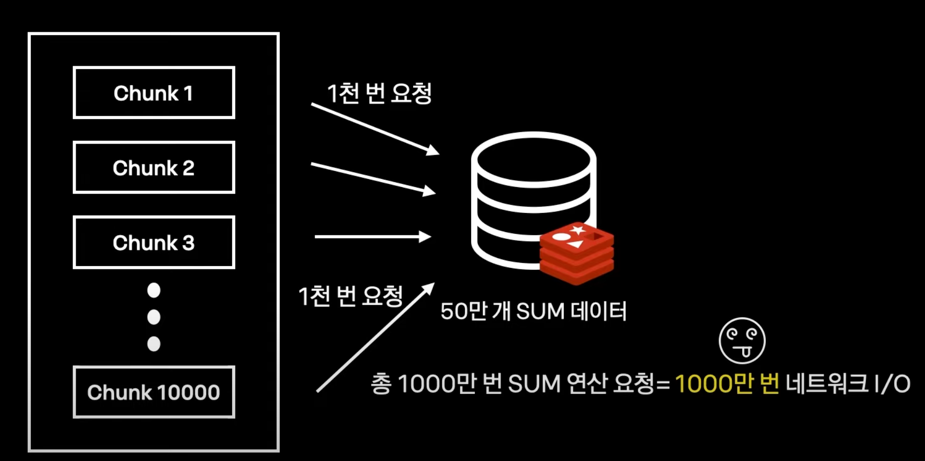 Chunk 1
1천 번 요청
Chunk 2
Chunk 3
1천 번 요청
50만 개 SUM 데이터
Chunk 10000
총 1000만 번 SUM 연산 요청= 1000만 번 네트워크 I/O